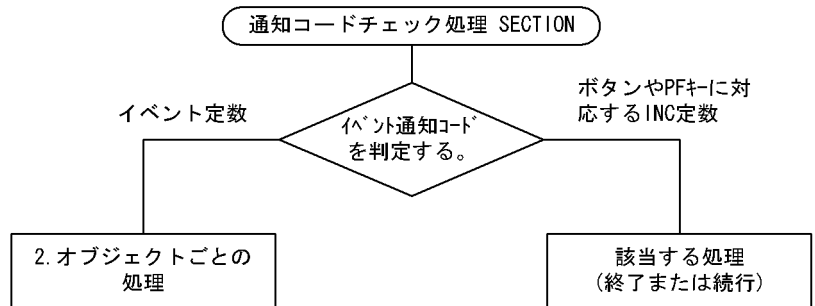 通知コードチェック処理 SECTION
イベント定数
ボタンやPFｷｰに対
応するINC定数
ｲﾍﾞﾝﾄ通知ｺｰﾄﾞ
を判定する。
2.オブジェクトごとの
処理
該当する処理
(終了または続行)